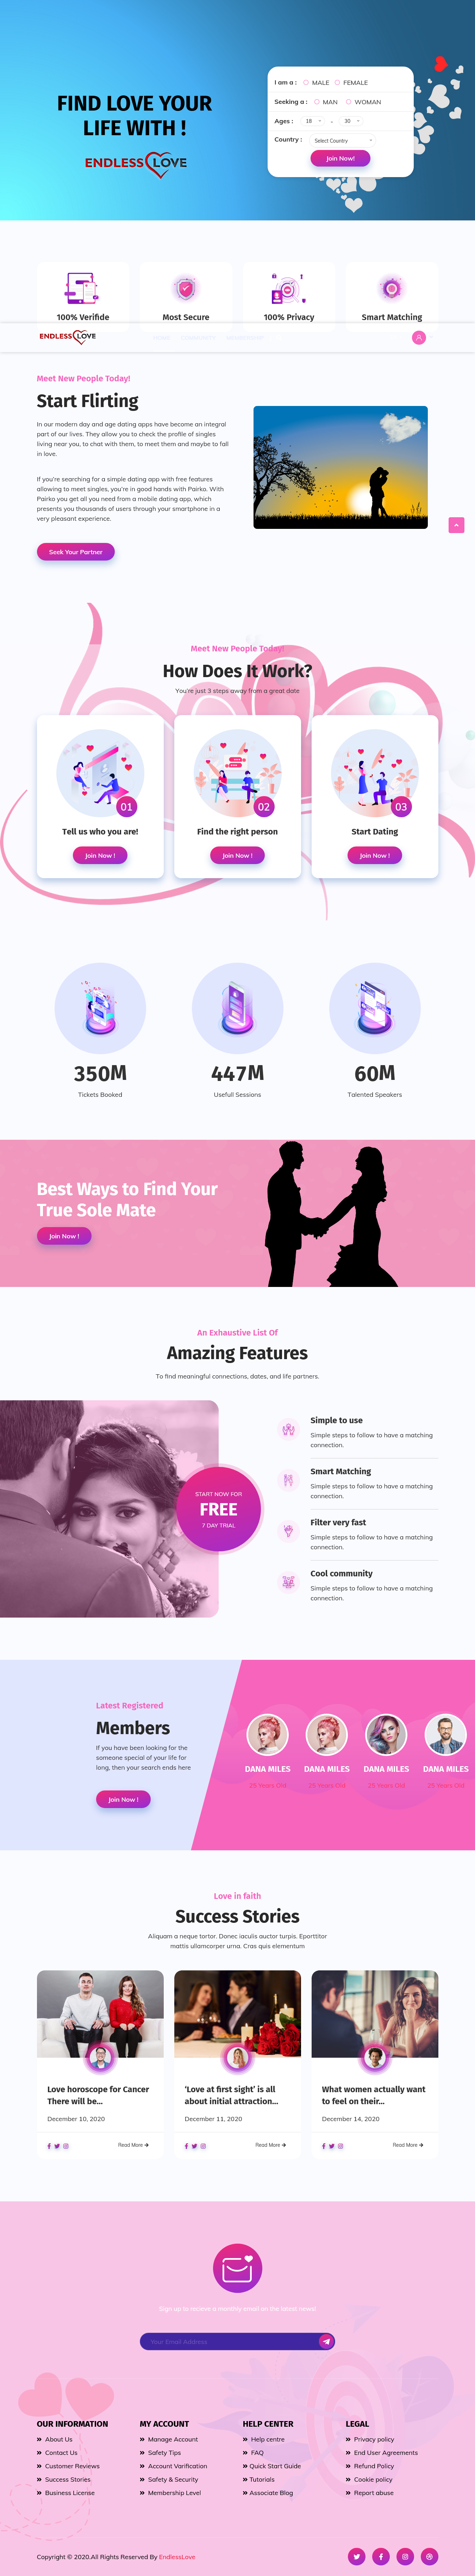 FIND LOVE YOUR
LIFE WITH !
ENDLESS LOVE
I am a :
MALE
FEMALE
Seeking a :
MAN
WOMAN
Ages :
18
-
30
Country :
Select Country
Join Now!
100% Verifide
Most Secure
100% Privacy
Smart Matching
ENDLESS LOVE
Meet New People Today!
Start Flirting
In our modern day and age dating apps have become an integral
part of our lives. They allow you to check the profile of singles
living near you, to chat with them, to meet them and maybe to fall
in love.
you're searching for a simple dating app with free features
allowing to meet singles, you're in good hands with Pairko. With
Pairko you get all you need from a mobile dating app, which
presents you thousands of users through your smartphone in a
very pleasant experience.
Seek Your Partner
Meet New People Today!
How Does It Work?
You're just 3 steps away from a great date
01
Tell us who you are!
Join Now !
02
Find the right person
Join Now !
03
Start Dating
Join Now !
350M
Tickets Booked
447M
Usefull Sessions
60M
Talented Speakers
Best Ways to Find Your
True Sole Mate
Join Now !
An Exhaustive List Of
Amazing Features
To find meaningful connections, dates, and life partners.
START NOW FOR
FREE
7 DAY TRIAL
Simple to use
Simple steps to follow to have a matching
connection.
Smart Matching
Simple steps to follow to have a matching
connection.
Filter very fast
Simple steps to follow to have a matching
connection.
Cool community
Simple steps to follow to have a matching
connection.
Latest Registered
Members
If you have been looking for the
someone special of your life for
long, then your search ends here
Join Now !
DANA MILES
25 Years Old
DANA MILES
25 Years Old
DANA MILES
25 Years Old
DANA MILES
25 Years Old
Love in faith
Success Stories
Aliquam a neque tortor. Donec iaculis auctor turpis. Eporttitor
mattis ullamcorper urna. Cras quis elementum
Love horoscope for Cancer
There will be...
December 10, 2020
Read More
'Love at first sight' is all
about initial attraction...
December 11, 2020
Read More
What women actually want
to feel on their...
December 14, 2020
Read More
Sign up to recieve a monthly email on the latest news!
Your Email Address
OUR INFORMATION
About Us
Contact Us
Customer Reviews
Success Stories
Business License
MY ACCOUNT
Manage Account
Safety Tips
Account Varification
Safety & Security
Membership Level
HELP CENTER
Help centre
FAQ
Quick Start Guide
Tutorials
Associate Blog
LEGAL
Privacy policy
End User Agreements
Refund Policy
Cookie policy
Report abuse
Copyright © 2020.All Rights Reserved By EndlessLove